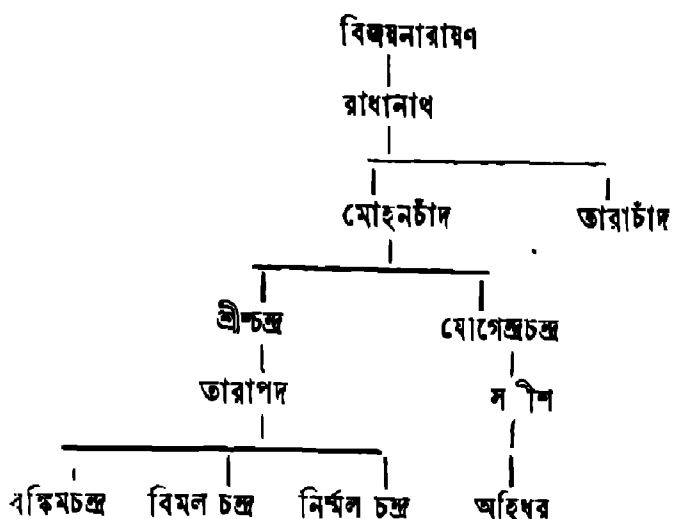 বিজয়নারায়ণ
রাধানাথ
মোহনচাঁদ তারাচাঁদ
যোগেন্দ্রচন্দ্র
তারাপদ
বঙ্কিমচন্দ্র বিমল চন্দ্র নির্ম্মল চন্দ্র অহিধর